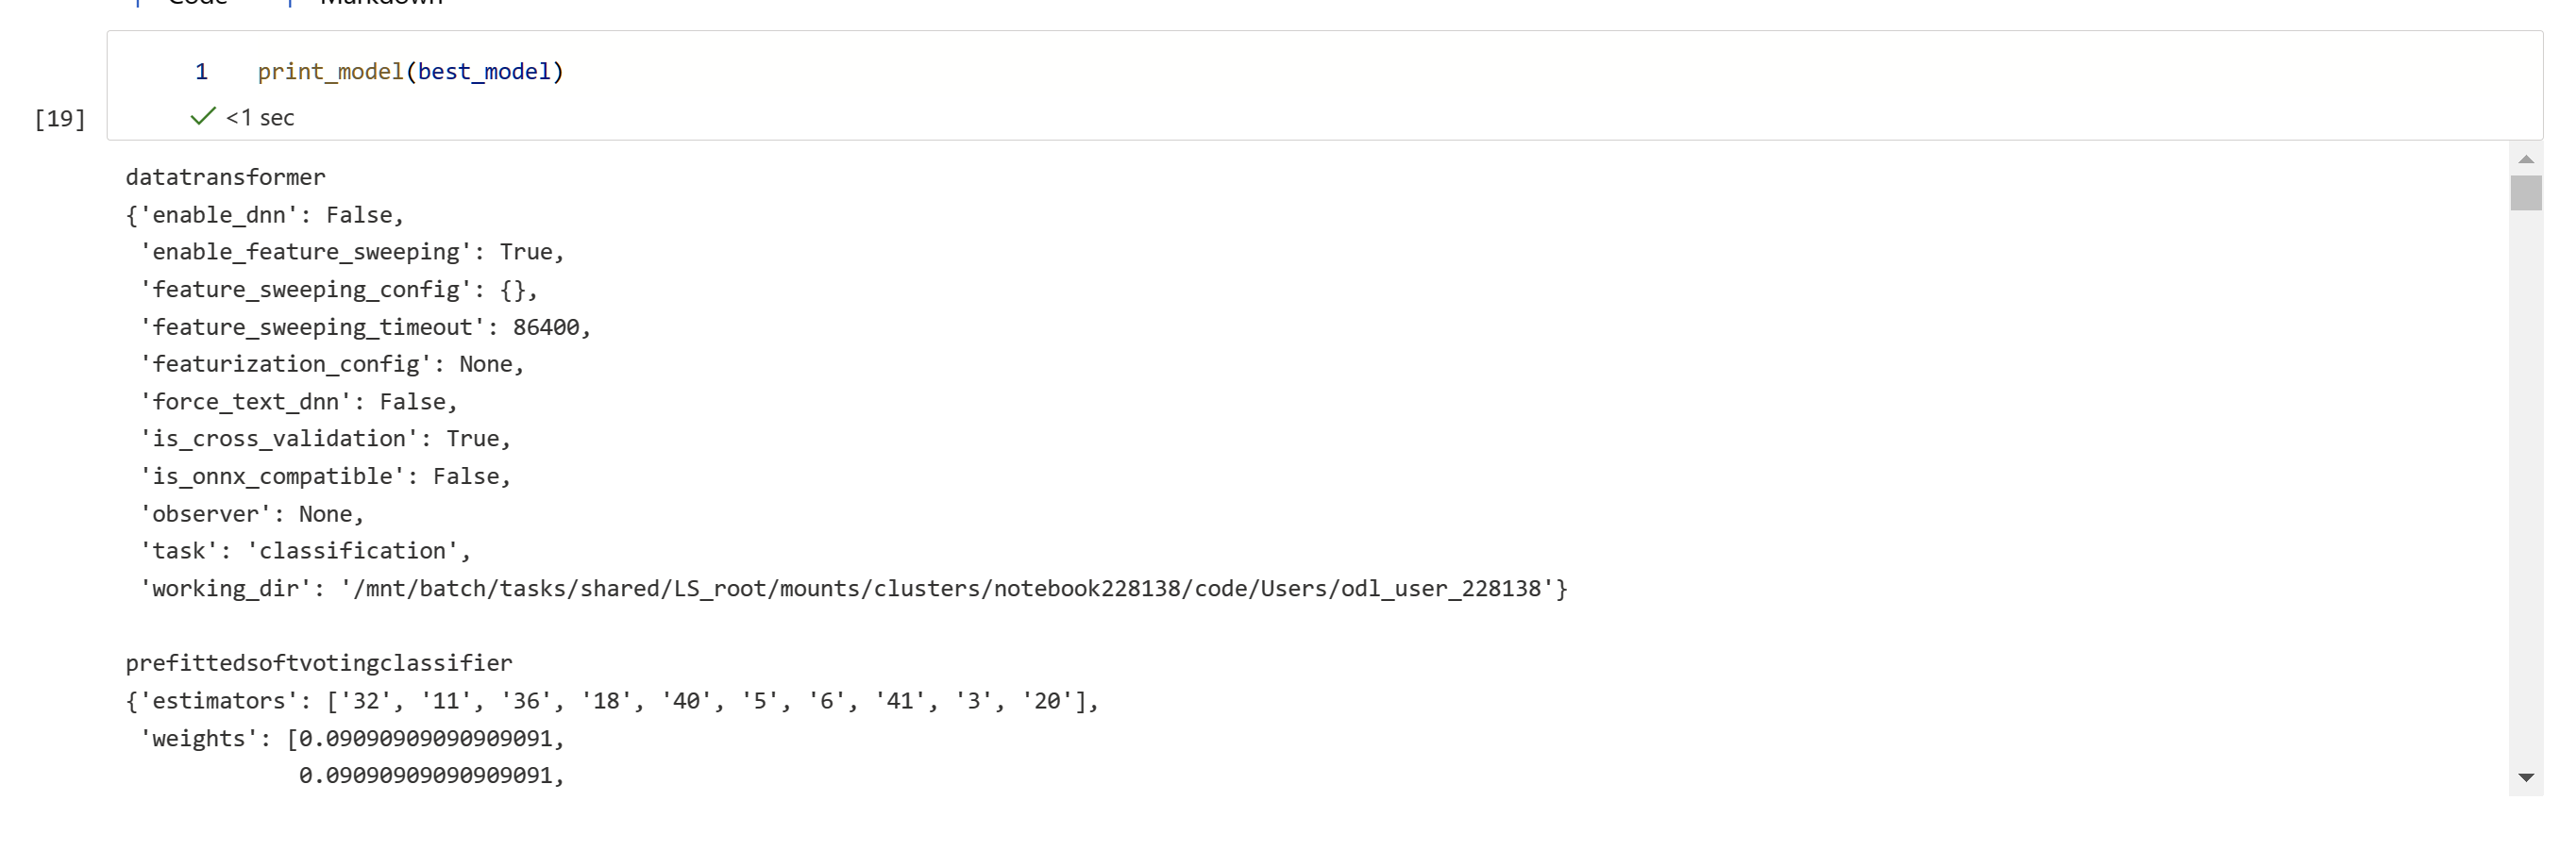 Code Markdown
1 print_model(best_model)
[19] <1 sec
datatransformer
{'enable_dnn': False,
'enable_feature_sweeping': True,
'feature_sweeping_config': {},
'feature_sweeping_timeout': 86400,
'featurization_config': None,
'force_text_dnn': False,
'is_cross_validation': True,
'is_onnx_compatible': False,
'observer': None,
'task': 'classification',
'working_dir': '/mnt/batch/tasks/shared/LS_root/mounts/clusters/notebook228138/code/Users/odl_user_228138'}
prefittedsoftvotingclassifier
{'estimators': ['32', '11', '36', '18', '40', '5', '6', '41', '3', '20'],
'weights': [0.09090909090909091,
0.09090909090909091,